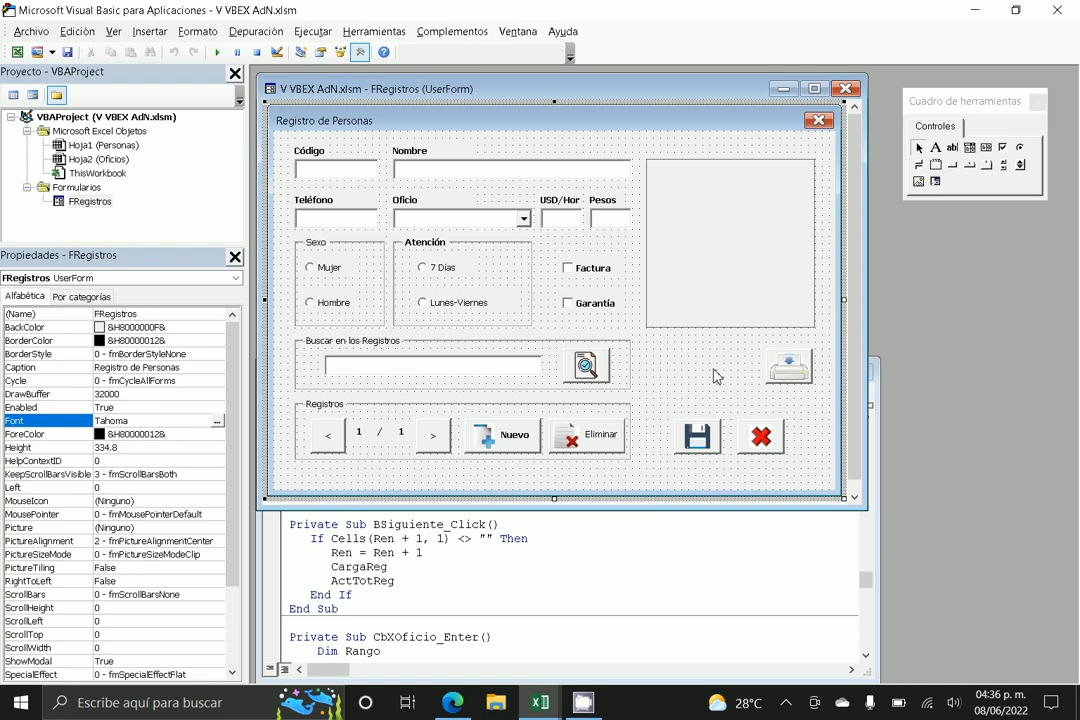 Microsoft Visual Basic para Aplicaciones - V VBEX AdN.xlsm
Archivo Edición Ver Insertar Formato Depuración Ejecutar Herramientas Complementos Ventana Ayuda
Proyecto - VBAProject
VBAProject (V VBEX AdN.xlsm)
Microsoft Excel Objetos
Hoja1 (Personas)
Hoja2 (Oficios)
ThisWorkbook
Formularios
FRegistros
Propiedades - FRegistros
FRegistros UserForm
Alfabética Por categorías
(Name) FRegistros
BackColor &H8000000F&
BorderColor &H80000012&
BorderStyle 0 - fmBorderStyleNone
Caption Registro de Personas
Cycle 0 - fmCycleAllForms
DrawBuffer 32000
Enabled True
Font Tahoma ...
ForeColor &H80000012&
Height 334.8
HelpContextID 0
KeepScrollBarsVisible 3 - fmScrollBarsBoth
Left 0
MouseIcon (Ninguno)
MousePointer 0 - fmMousePointerDefault
Picture (Ninguno)
PictureAlignment 2 - fmPictureAlignmentCenter
PictureSizeMode 0 - fmPictureSizeModeClip
PictureTiling False
RightToLeft False
ScrollBars 0 - fmScrollBarsNone
ScrollHeight 0
ScrollLeft 0
ScrollTop 0
ScrollWidth 0
ShowModal True
SpecialEffect 0 - fmSpecialEffectFlat
V VBEX AdN.xlsm - FRegistros (UserForm)
Registro de Personas
Código Nombre
Teléfono Oficio USD/Hor Pesos
Sexo Atención
Mujer 7 Días Factura
Hombre Lunes-Viernes Garantía
Buscar en los Registros
Registros
< 1 / 1 > Nuevo Eliminar
Private Sub BSiguiente_Click()
If Cells(Ren + 1, 1) <> "" Then
Ren = Ren + 1
CargaReg
ActTotReg
End If
End Sub
Private Sub CbXOficio_Enter()
Dim Rango
Cuadro de herramientas
Controles
A ab|
Escribe aquí para buscar
28°C
04:36 p. m.
08/06/2022